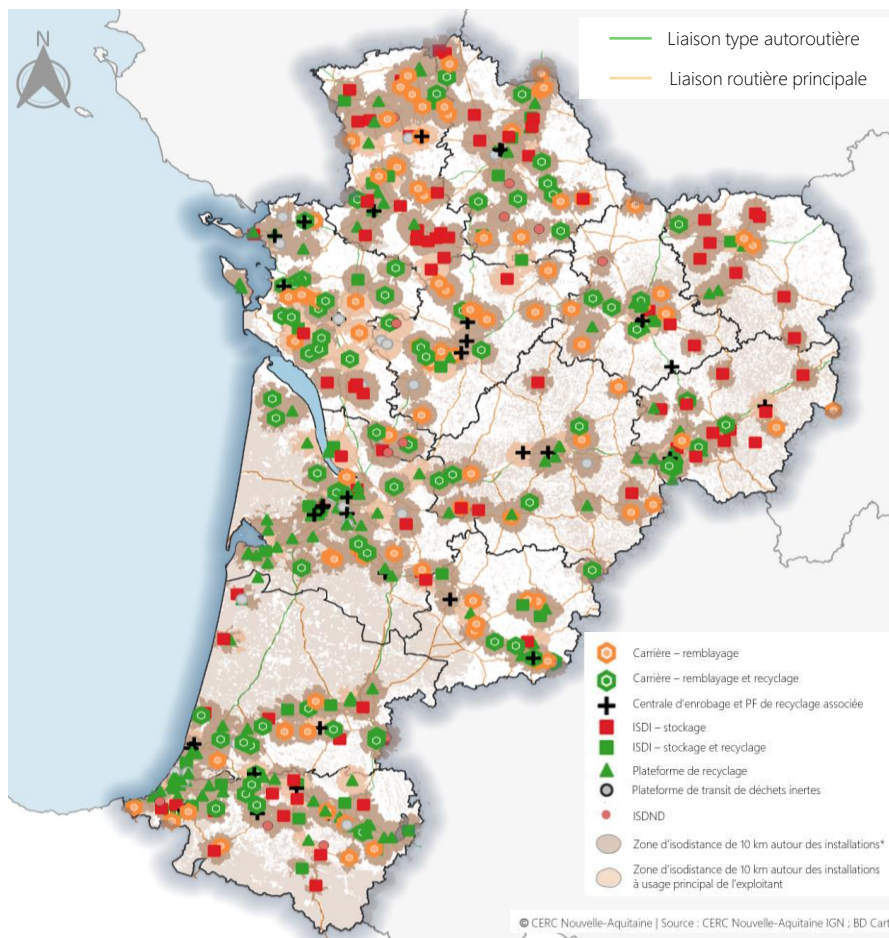 N
Liaison type autoroutière
Liaison routière principale
Carrière – remblayage
Carrière – remblayage et recyclage
Centrale d'enrobage et PF de recyclage associée
ISDI – stockage
ISDI – stockage et recyclage
Plateforme de recyclage
Plateforme de transit de déchets inertes
ISDND
Zone d'isodistance de 10 km autour des installations*
Zone d'isodistance de 10 km autour des installations
à usage principal de l'exploitant
© CERC Nouvelle-Aquitaine | Source : CERC Nouvelle-Aquitaine IGN ; BD Cart